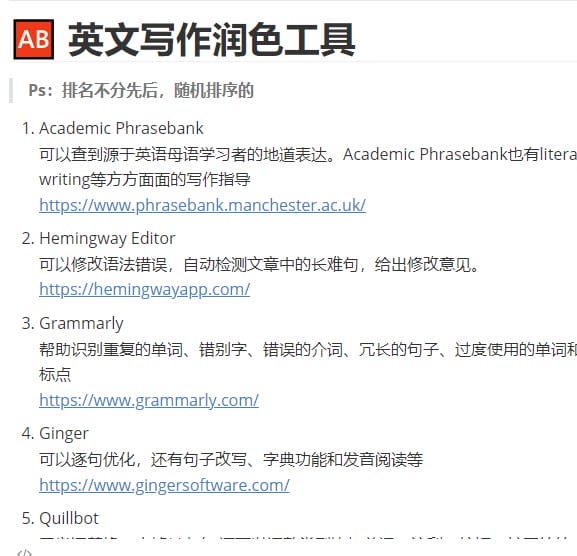 AB 英文写作润色工具
Ps：排名不分先后，随机排序的
1. Academic Phrasebank
可以查到源于英语母语学习者的地道表达。Academic Phrasebank也有litera
writing等方方面面的写作指导
https://www.phrasebank.manchester.ac.uk/
2. Hemingway Editor
可以修改语法错误，自动检测文章中的长难句，给出修改意见。
https://hemingwayapp.com/
3. Grammarly
帮助识别重复的单词、错别字、错误的介词、冗长的句子、过度使用的单词和
标点
https://www.grammarly.com/
4. Ginger
可以逐句优化，还有句子改写、字典功能和发音阅读等
https://www.gingersoftware.com/
5. Quillbot